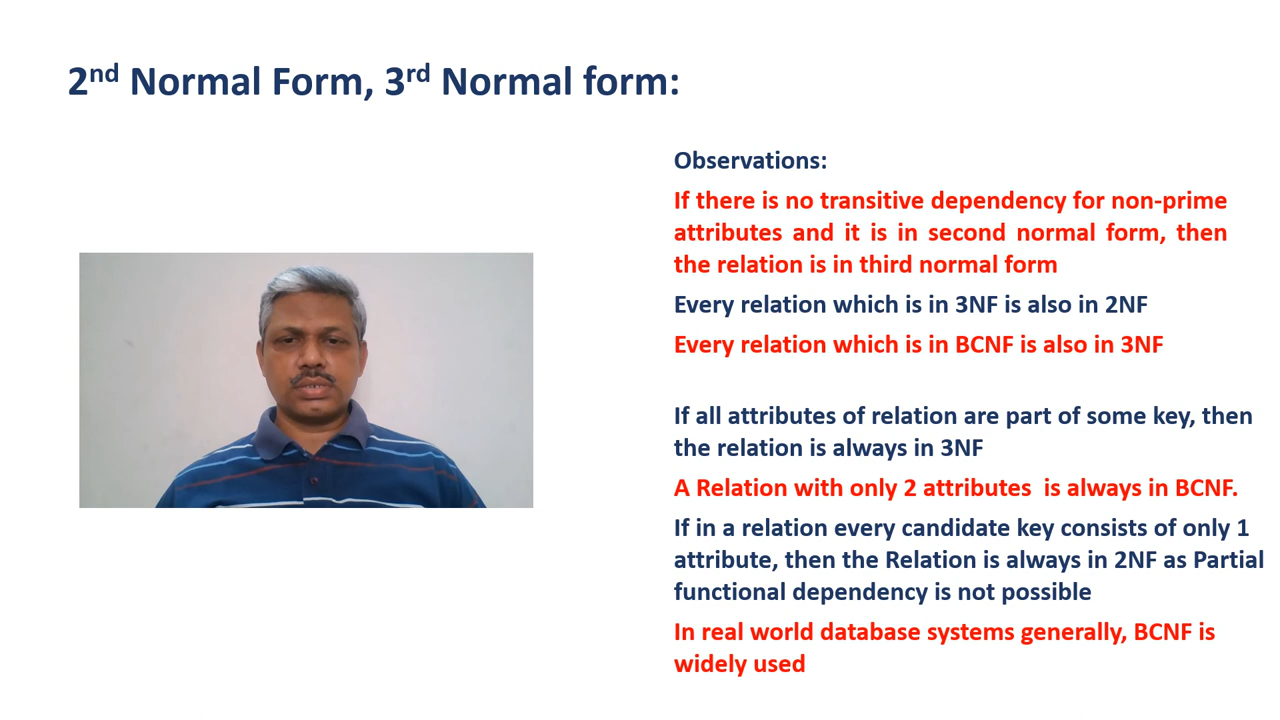 2nd Normal Form, 3rd Normal form:
Observations:
If there is no transitive dependency for non-prime
attributes and it is in second normal form, then
the relation is in third normal form
Every relation which is in 3NF is also in 2NF
Every relation which is in BCNF is also in 3NF
If all attributes of relation are part of some key, then
the relation is always in 3NF
A Relation with only 2 attributes is always in BCNF.
If in a relation every candidate key consists of only 1
attribute, then the Relation is always in 2NF as Partial
functional dependency is not possible
In real world database systems generally, BCNF is
widely used